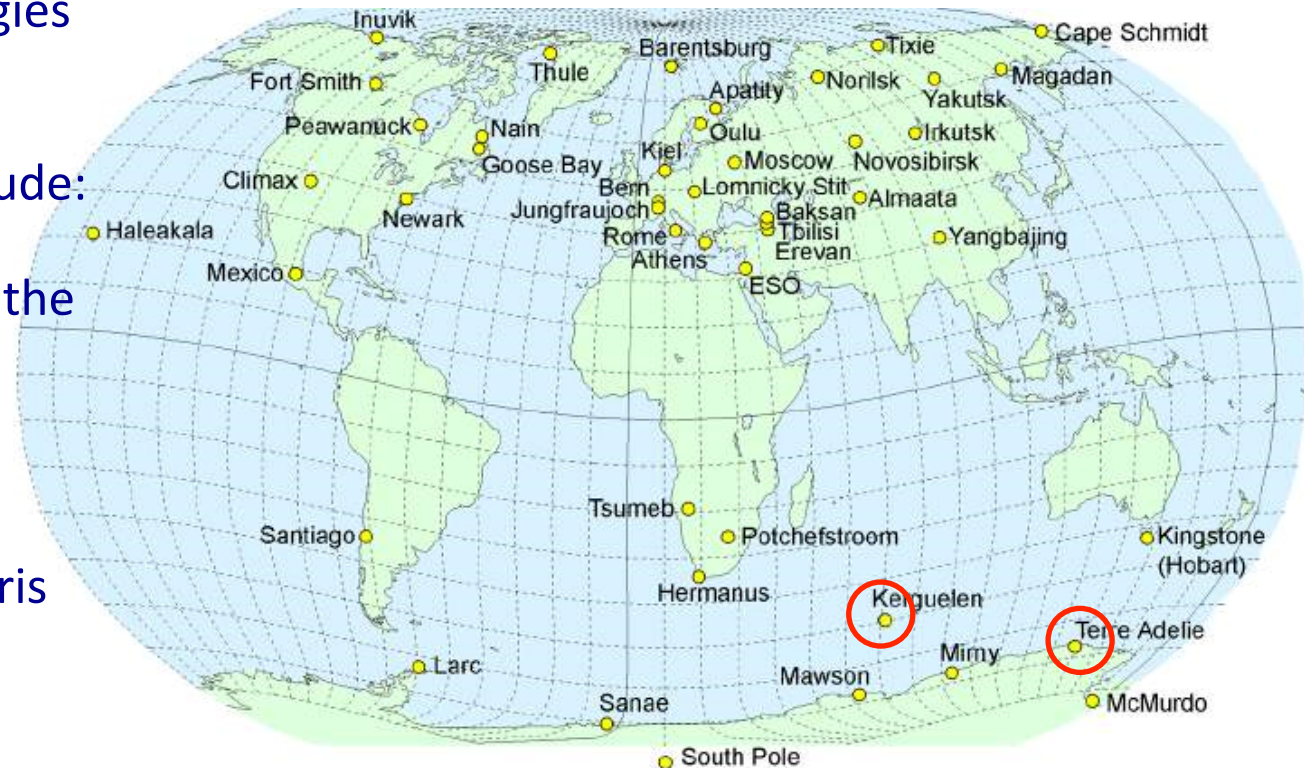 gies
Inuvik
Cape Schmidt
Barentsburg
Tixie
Thule
Fort Smith
Norilsk
Magadan
Apatity
Yakutsk
Peawanuck
Nain
Oulu
Irkutsk
Kiel
Goose Bay
Moscow
Novosibirsk
ude:
Climax
Bern
Lomnicky Stit
Almaata
Newark
Jungfraujoch
Baksan
Haleakala
Rome
Tbilisi
Yangbajing
Athens
Erevan
Mexico
ESO
the
Tsumeb
Santiago
Potchefstroom
Kingstone
(Hobart)
ris
Hermanus
Kerguelen
Terre Adelie
Larc
Mirny
Mawson
Sanae
McMurdo
South Pole